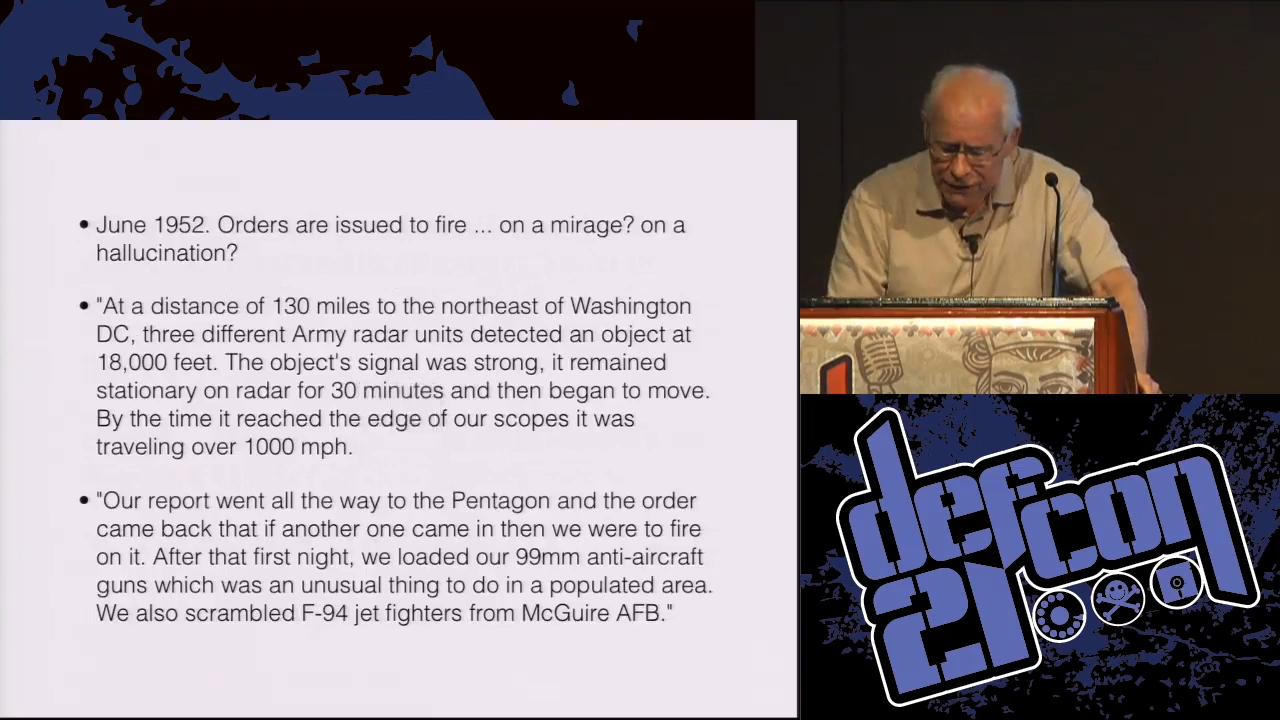 • June 1952. Orders are issued to fire ... on a mirage? on a
hallucination?
• "At a distance of 130 miles to the northeast of Washington
DC, three different Army radar units detected an object at
18,000 feet. The object's signal was strong, it remained
stationary on radar for 30 minutes and then began to move.
By the time it reached the edge of our scopes it was
traveling over 1000 mph.
• "Our report went all the way to the Pentagon and the order
came back that if another one came in then we were to fire
on it. After that first night, we loaded our 99mm anti-aircraft
guns which was an unusual thing to do in a populated area.
We also scrambled F-94 jet fighters from McGuire AFB."
defcon
21